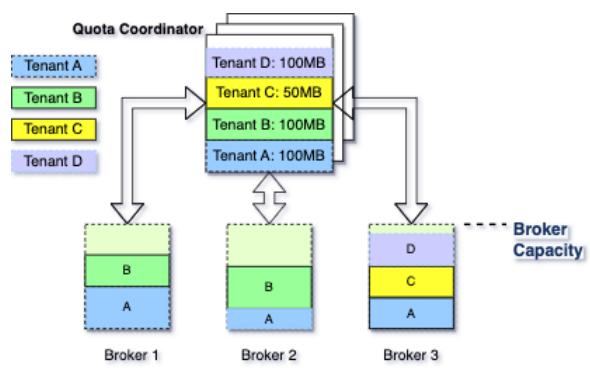 Quota Coordinator
Tenant A
Tenant B
Tenant C
Tenant D
Tenant D: 100MB
Tenant C: 50MB
Tenant B: 100MB
Tenant A: 100MB
B
A
B
A
D
C
A
Broker
Capacity
Broker 1
Broker 2
Broker 3